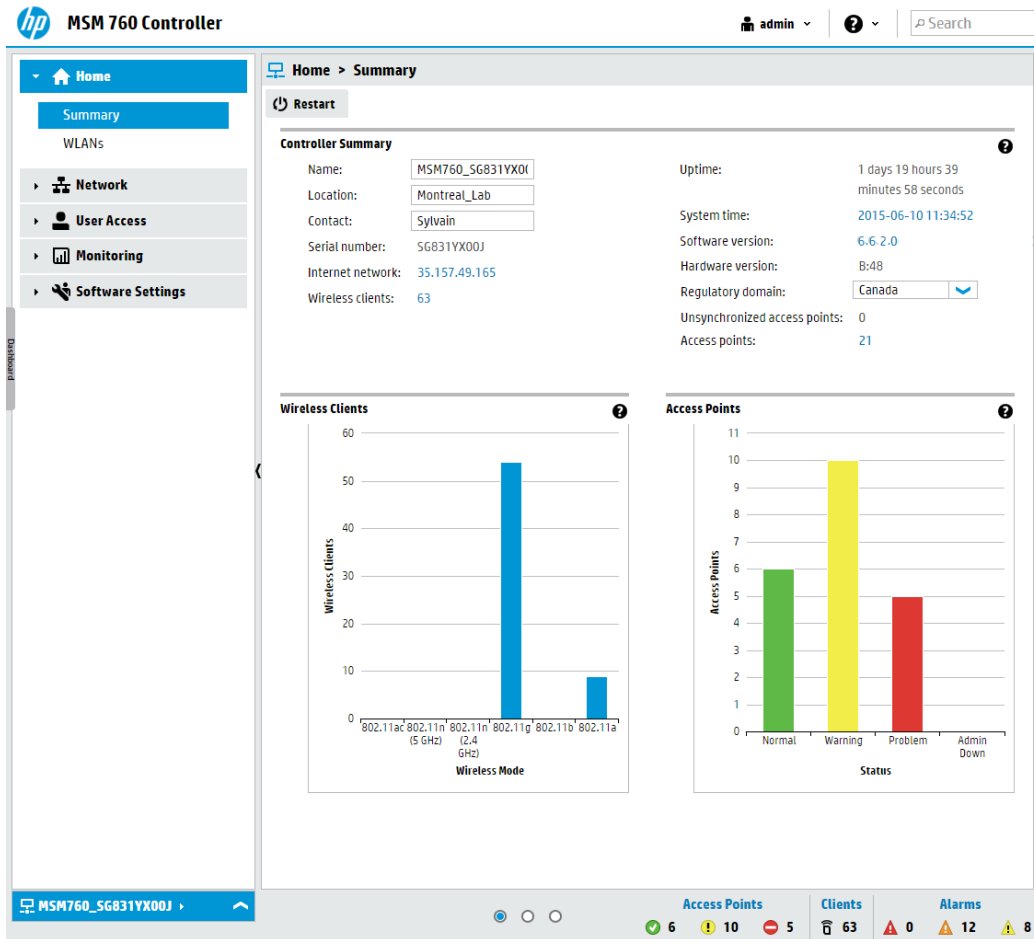 hp MSM 760 Controller
admin
? Search
Home
Summary
WLANs
Network
User Access
Monitoring
Software Settings
Dashboard
Home > Summary
Restart
Controller Summary ?
Name: MSM760_SG831YX0(
Location: Montreal_Lab
Contact: Sylvain
Serial number: SG831YX00J
Internet network: 35.157.49.165
Wireless clients: 63
Uptime: 1 days 19 hours 39
minutes 58 seconds
System time: 2015-06-10 11:34:52
Software version: 6.6.2.0
Hardware version: B:48
Regulatory domain: Canada
Unsynchronized access points: 0
Access points: 21
Wireless Clients ?
60
50
40
30
20
10
0
Wireless Clients
802.11ac 802.11n 802.11n 802.11g 802.11b 802.11a
(5 GHz) (2.4
GHz)
Wireless Mode
Access Points ?
11
10
9
8
7
6
5
4
3
2
1
0
Access Points
Normal Warning Problem Admin
Down
Status
MSM760_SG831YX00J
Access Points Clients Alarms
6 10 5 63 0 12 8